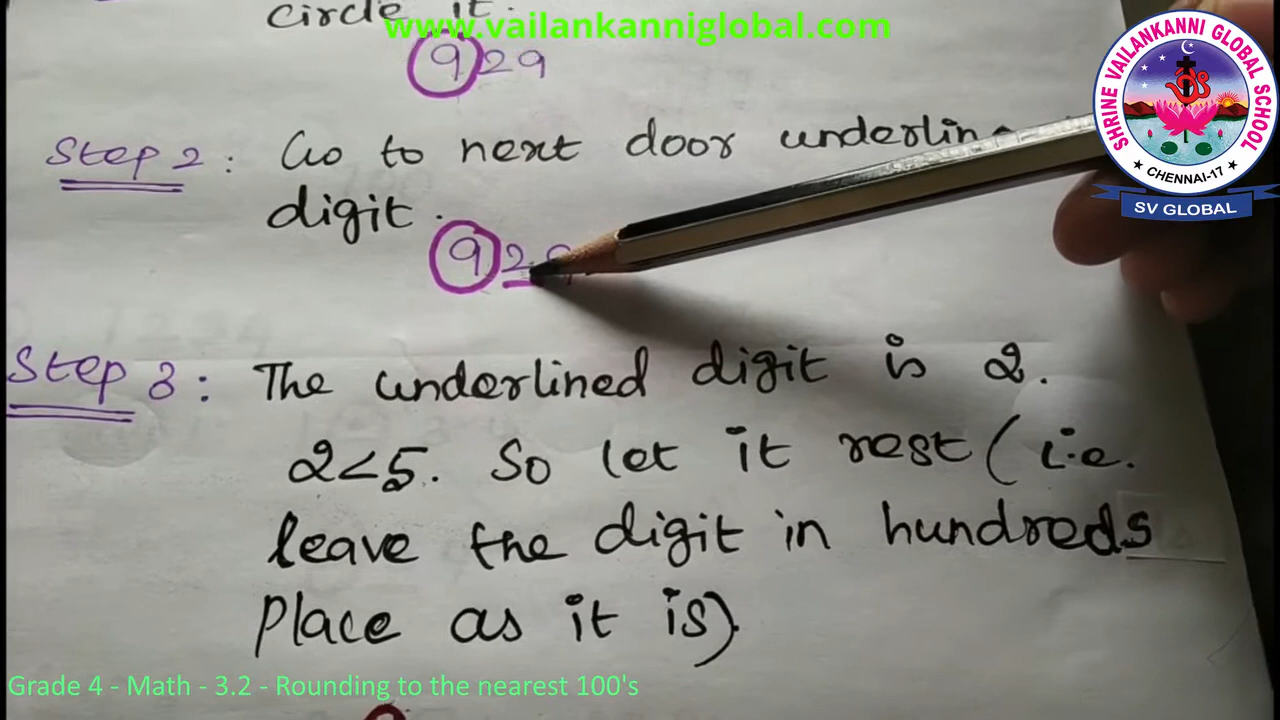 circle it.
www.vailankanniglobal.com
929
Step 2: Go to next door underline
digit.
929
Step 3: The underlined digit is 2.
2<5. So let it rest (i.e.
leave the digit in hundreds
place as it is)
Grade 4 - Math - 3.2 - Rounding to the nearest 100's
SHRINE VAILANKANNI GLOBAL SCHOOL
★ CHENNAI-17 ★
SV GLOBAL